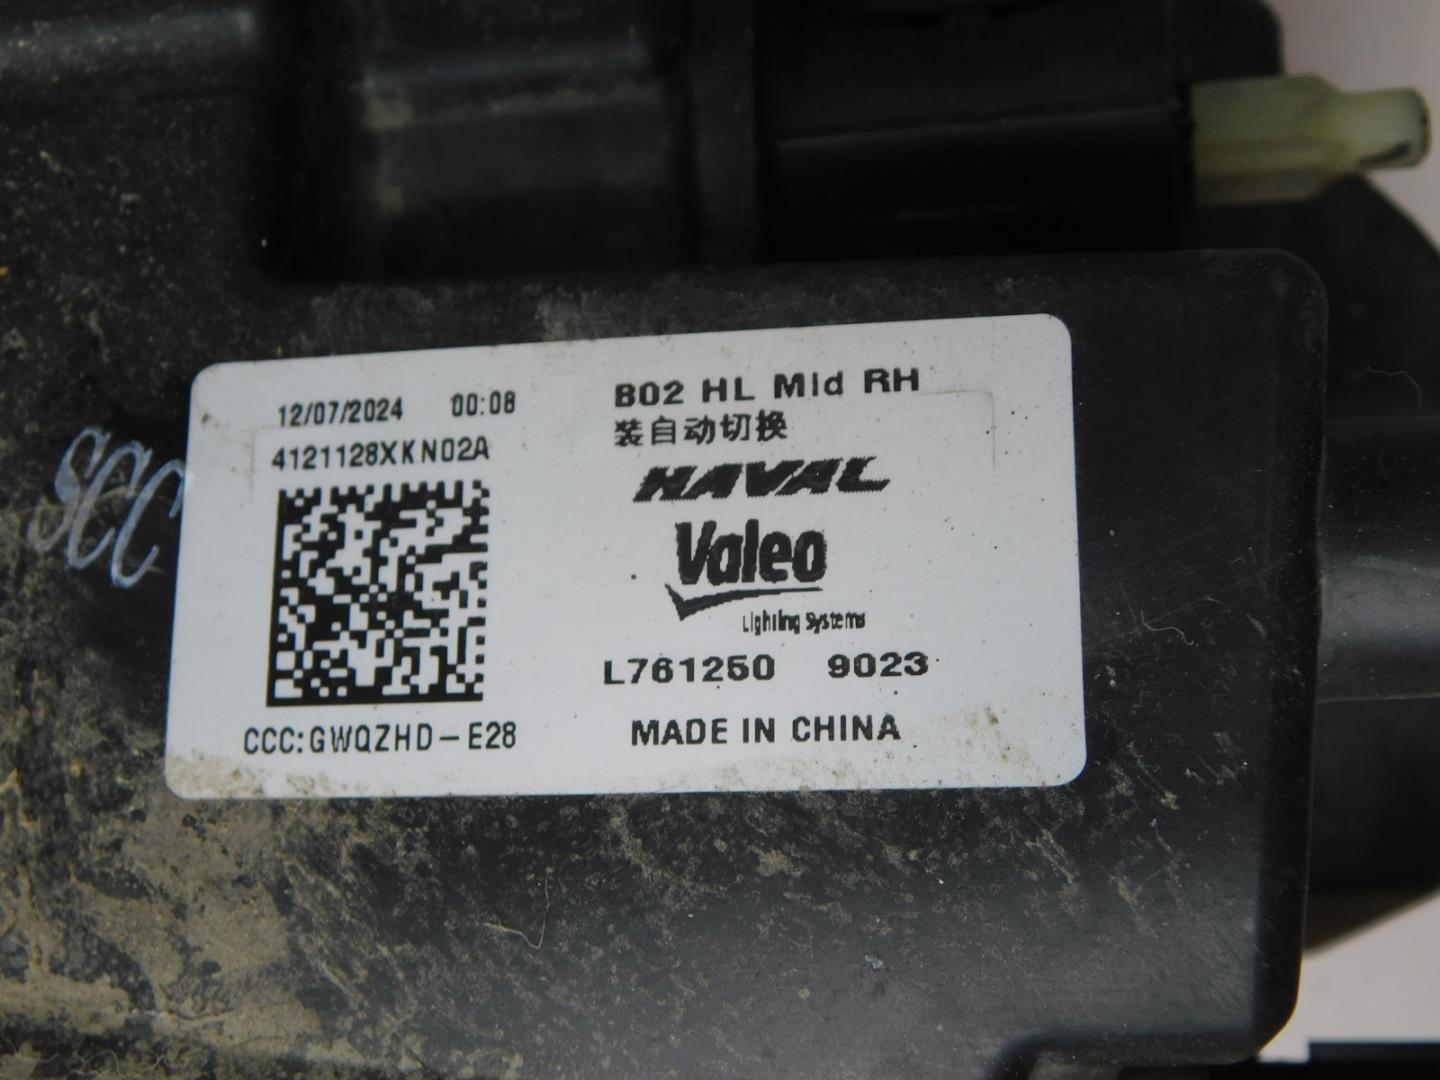 12/07/2024 00:08
4121128XKN02A
B02 HL Mid RH
装自动切换
HAVAL
Valeo
Lighting Systems
L761250 9023
CCC:GWQZHD-E28
MADE IN CHINA
SCC